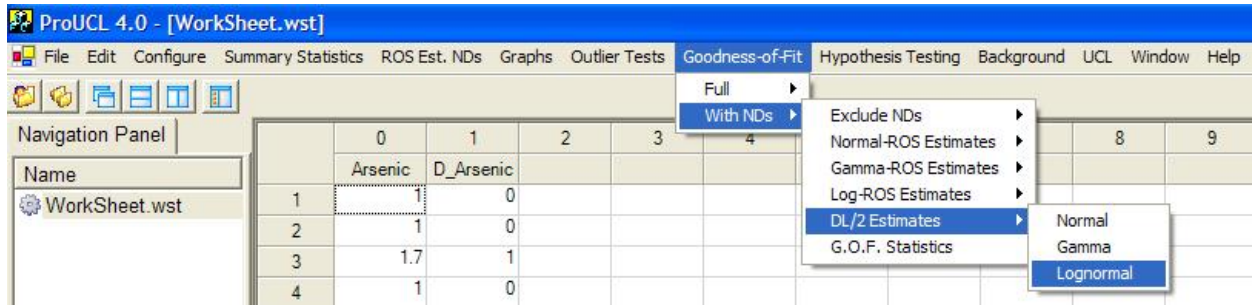 ProUCL 4.0 - [WorkSheet.wst]
File Edit Configure Summary Statistics ROS Est. NDs Graphs Outlier Tests Goodness-of-Fit Hypothesis Testing Background UCL Window Help
Full
With NDs
Exclude NDs
Normal-ROS Estimates
Gamma-ROS Estimates
Log-ROS Estimates
DL/2 Estimates
G.O.F. Statistics
Normal
Gamma
Lognormal
Navigation Panel
Name
WorkSheet.wst
0 1 2 3 4 8 9
Arsenic D_Arsenic
1 1 0
2 1 0
3 1.7 1
4 1 0